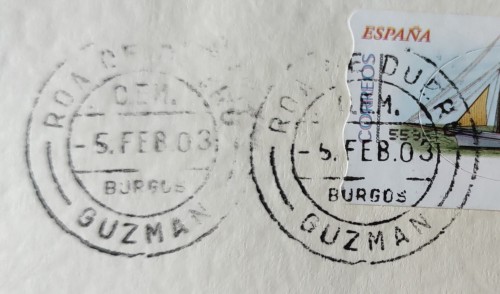 ROA DE DUERO
O.E.M.
- 5. FEB 03
BURGOS
GUZMAN
ROA DE DUERO
O.E.M.
- 5. FEB. 03
BURGOS
GUZMAN
ESPAÑA
CORREOS